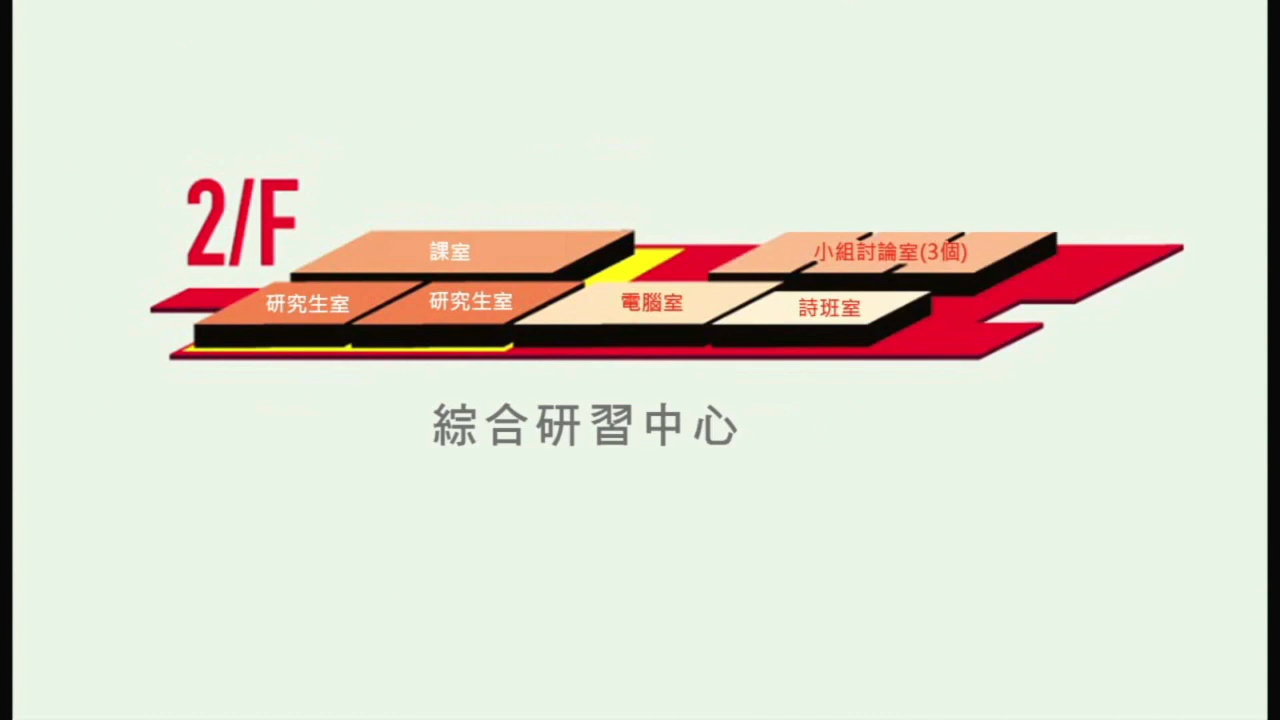 2/F
課室
小組討論室(3個)
研究生室
研究生室
電腦室
詩班室
綜合研習中心